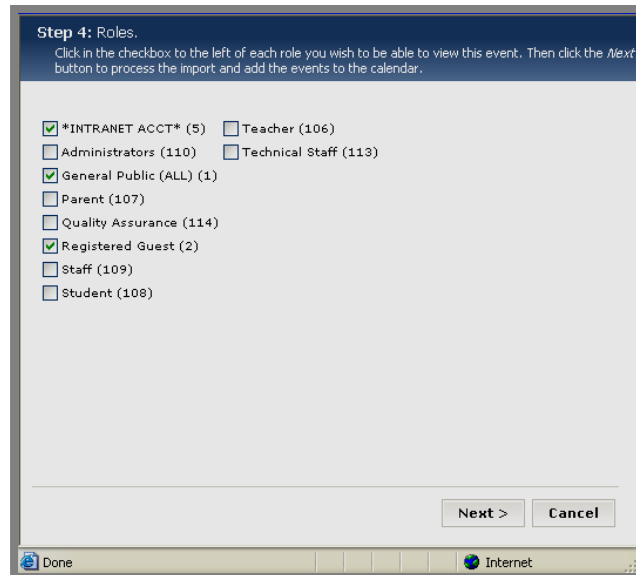 Step 4: Roles.
Click in the checkbox to the left of each role you wish to be able to view this event. Then click the Next
button to process the import and add the events to the calendar.
*INTRANET ACCT* (5)
Administrators (110)
General Public (ALL) (1)
Parent (107)
Quality Assurance (114)
Registered Guest (2)
Staff (109)
Student (108)
Teacher (106)
Technical Staff (113)
Next >
Cancel
Done
Internet